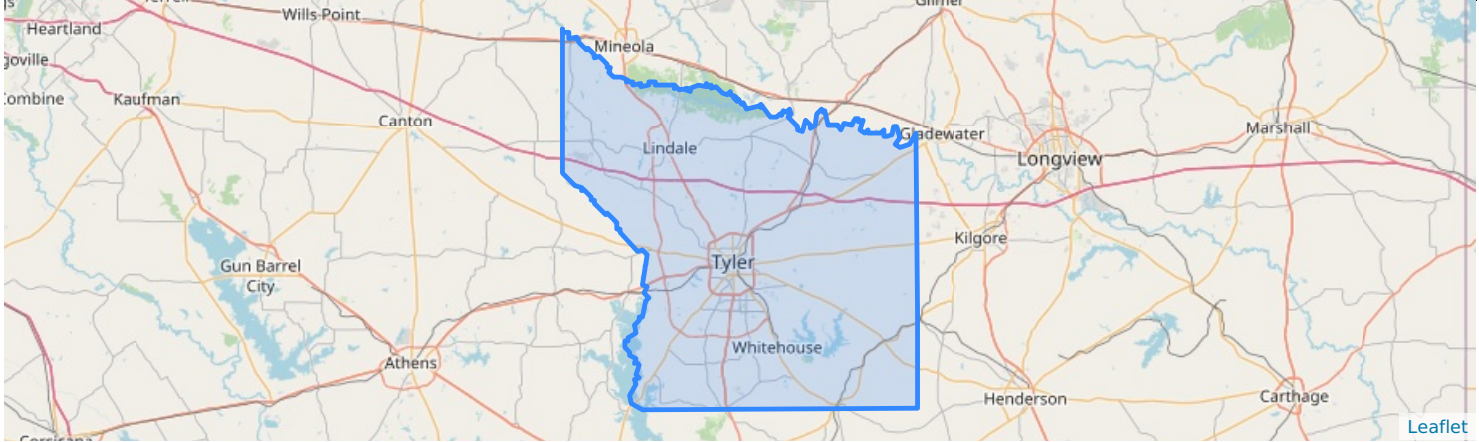 Wills Point
Gilmer
Heartland
Mineola
goville
Combine
Kaufman
Canton
Gladewater
Marshall
Lindale
Longview
Kilgore
Gun Barrel
City
Tyler
Whitehouse
Athens
Henderson
Carthage
Leaflet